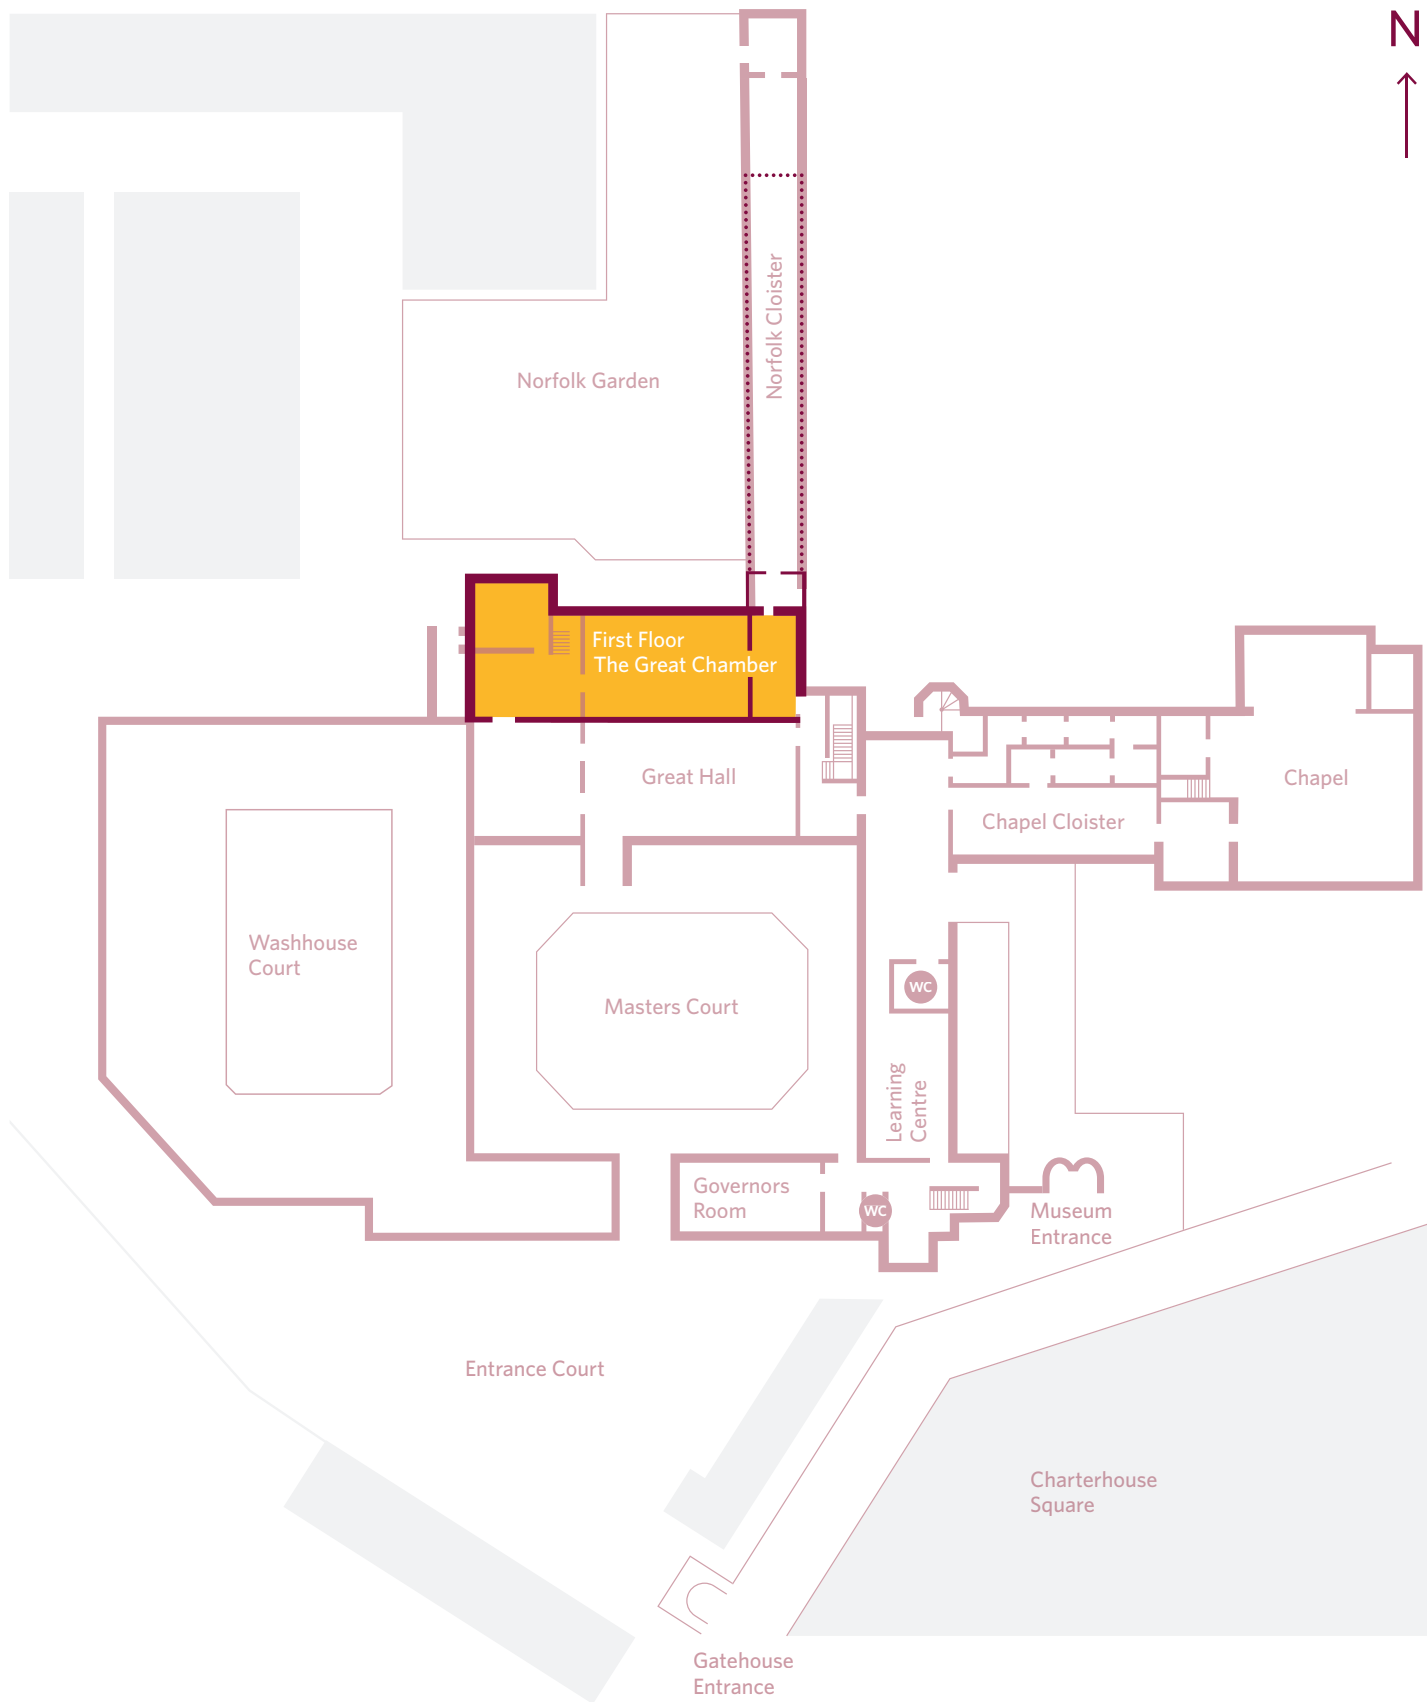 N
Norfolk Cloister
Norfolk Garden
First Floor
The Great Chamber
Great Hall
Chapel
Chapel Cloister
Washhouse
Court
WC
Masters Court
Learning
Centre
Governors
Room
WC
Museum
Entrance
Entrance Court
Charterhouse
Square
Gatehouse
Entrance